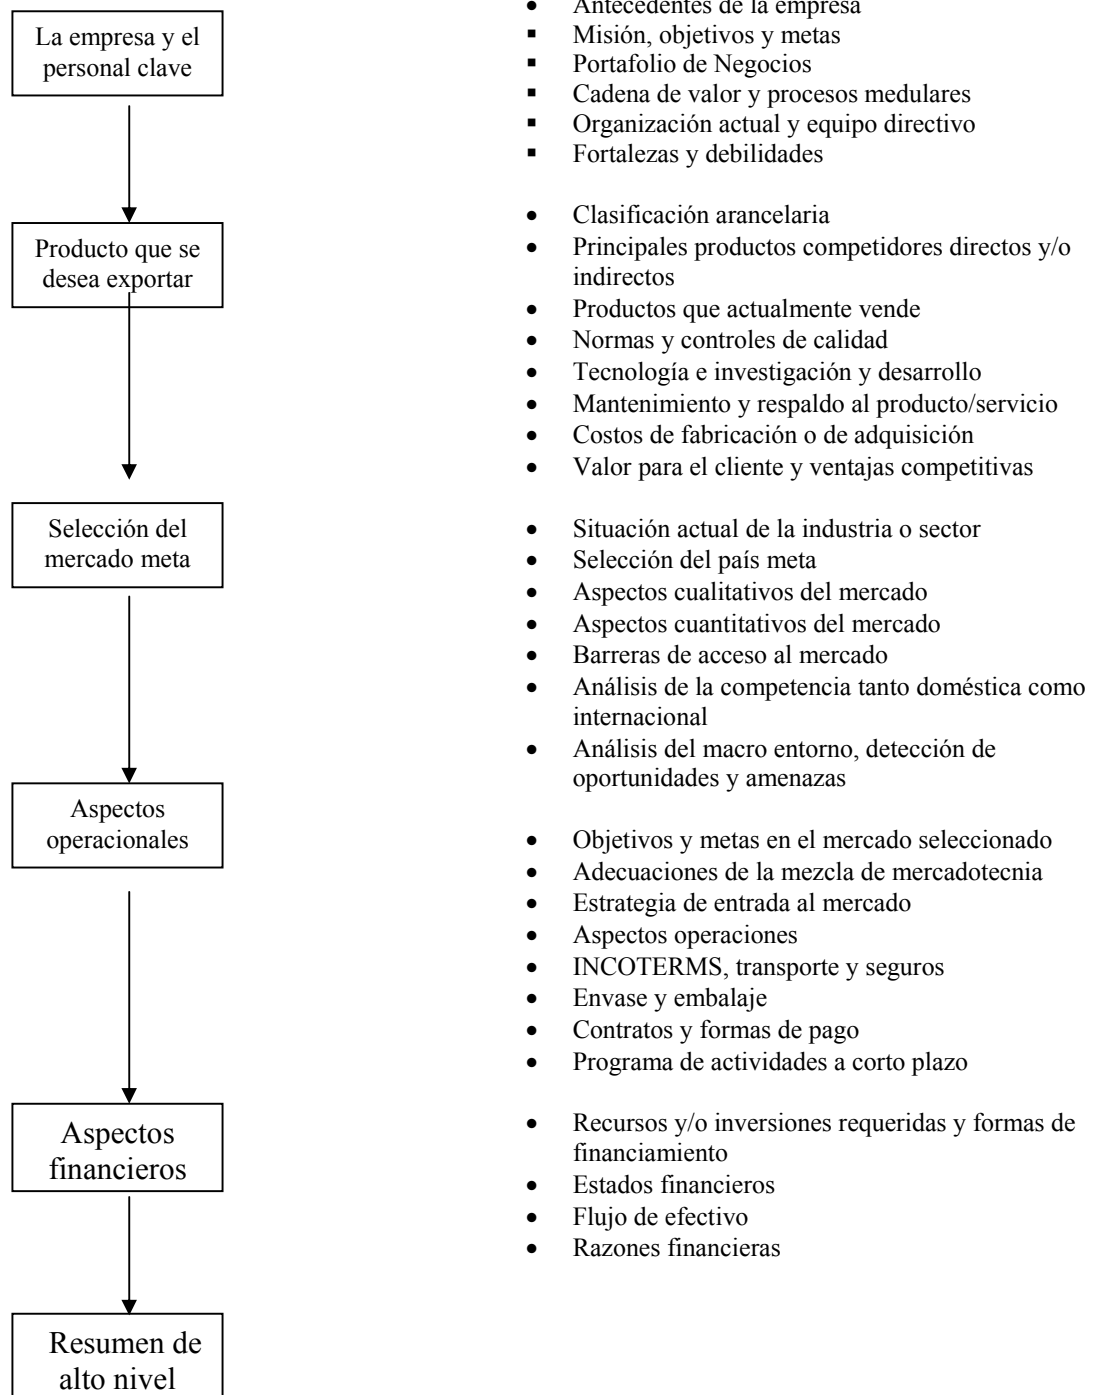 La empresa y el
personal clave
• Antecedentes de la empresa
▪ Misión, objetivos y metas
▪ Portafolio de Negocios
▪ Cadena de valor y procesos medulares
▪ Organización actual y equipo directivo
▪ Fortalezas y debilidades
Producto que se
desea exportar
• Clasificación arancelaria
• Principales productos competidores directos y/o
indirectos
• Productos que actualmente vende
• Normas y controles de calidad
• Tecnología e investigación y desarrollo
• Mantenimiento y respaldo al producto/servicio
• Costos de fabricación o de adquisición
• Valor para el cliente y ventajas competitivas
Selección del
mercado meta
• Situación actual de la industria o sector
• Selección del país meta
• Aspectos cualitativos del mercado
• Aspectos cuantitativos del mercado
• Barreras de acceso al mercado
• Análisis de la competencia tanto doméstica como
internacional
• Análisis del macro entorno, detección de
oportunidades y amenazas
Aspectos
operacionales
• Objetivos y metas en el mercado seleccionado
• Adecuaciones de la mezcla de mercadotecnia
• Estrategia de entrada al mercado
• Aspectos operaciones
• INCOTERMS, transporte y seguros
• Envase y embalaje
• Contratos y formas de pago
• Programa de actividades a corto plazo
Aspectos
financieros
• Recursos y/o inversiones requeridas y formas de
financiamiento
• Estados financieros
• Flujo de efectivo
• Razones financieras
Resumen de
alto nivel